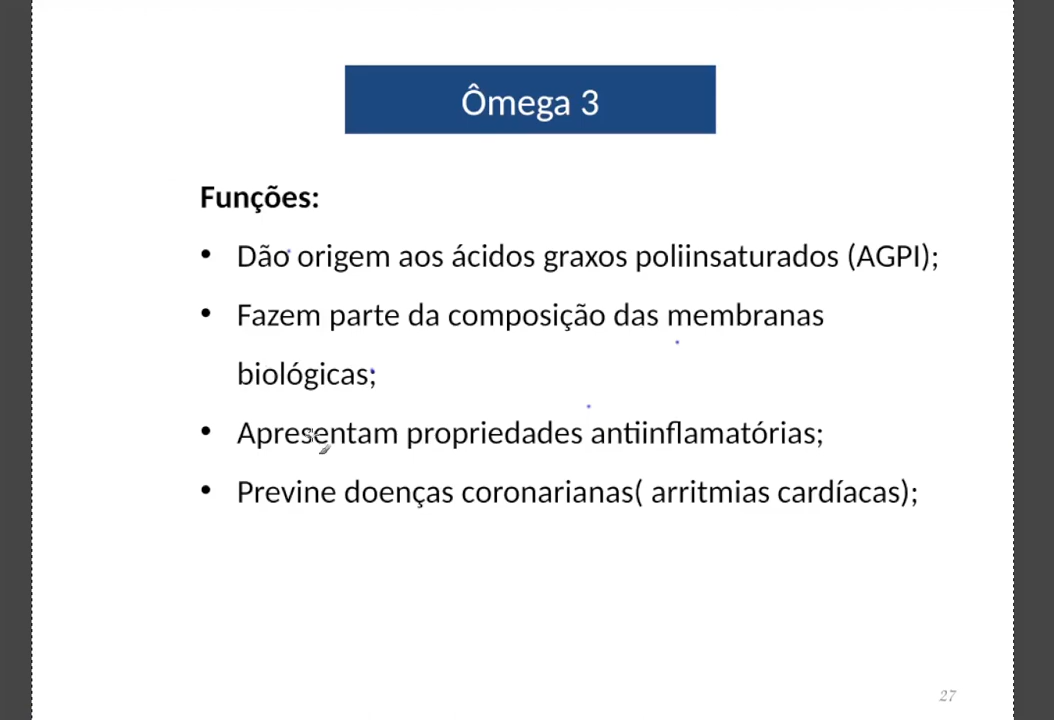 Ômega 3
Funções:
• Dão origem aos ácidos graxos poliinsaturados (AGPI);
• Fazem parte da composição das membranas
biológicas;
• Apresentam propriedades antiinflamatórias;
• Previne doenças coronarianas( arritmias cardíacas);
27